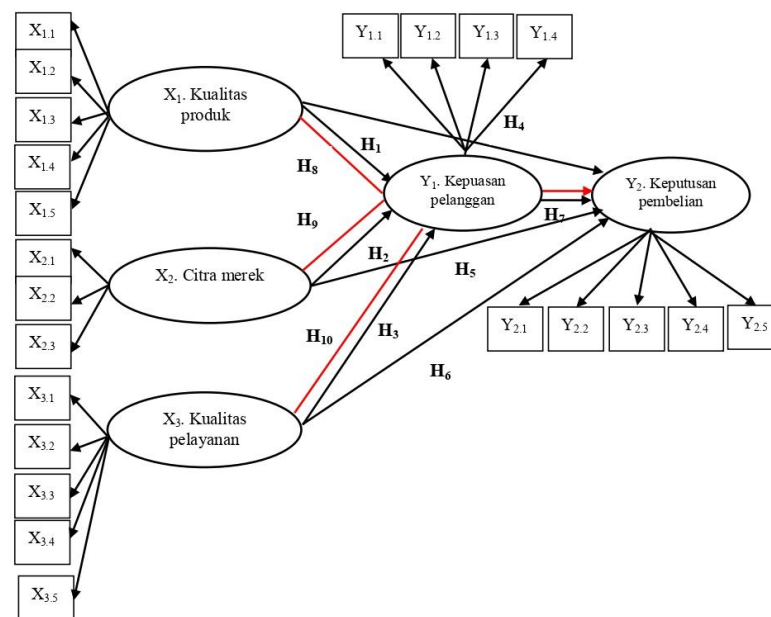 X1.1
X1.2
X1.3
X1.4
X1.5
X2.1
X2.2
X2.3
X3.1
X3.2
X3.3
X3.4
X3.5
X1. Kualitas
produk
X2. Citra merek
X3. Kualitas
pelayanan
H1
H8
H9
H2
H10
H3
H4
H7
H5
H6
Y1.1
Y1.2
Y1.3
Y1.4
Y1. Kepuasan
pelanggan
Y2. Keputusan
pembelian
Y2.1
Y2.2
Y2.3
Y2.4
Y2.5